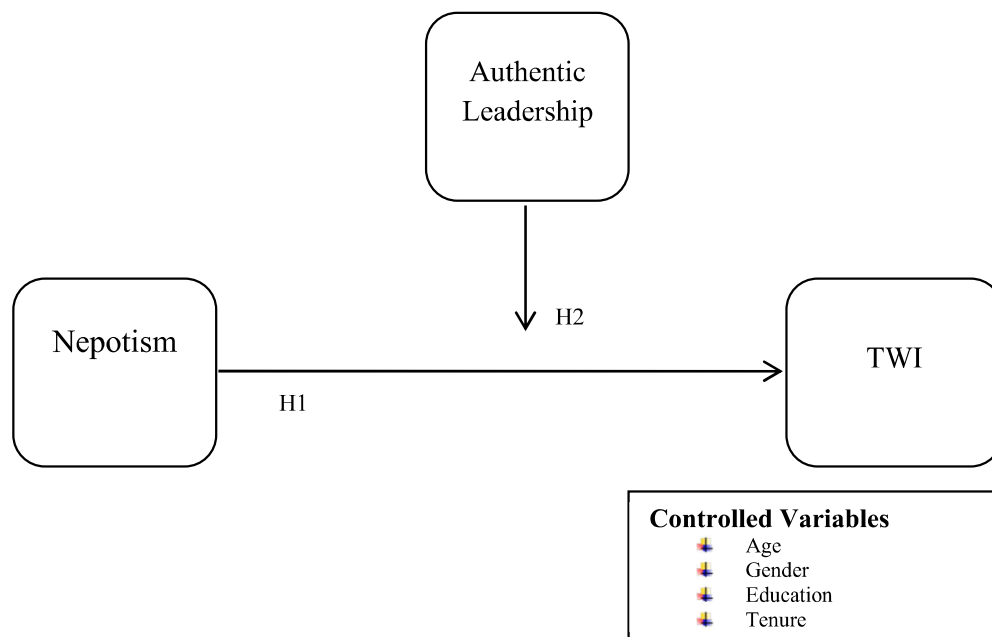 Authentic
Leadership
Nepotism
H2
TWI
H1
Controlled Variables
Age
Gender
Education
Tenure